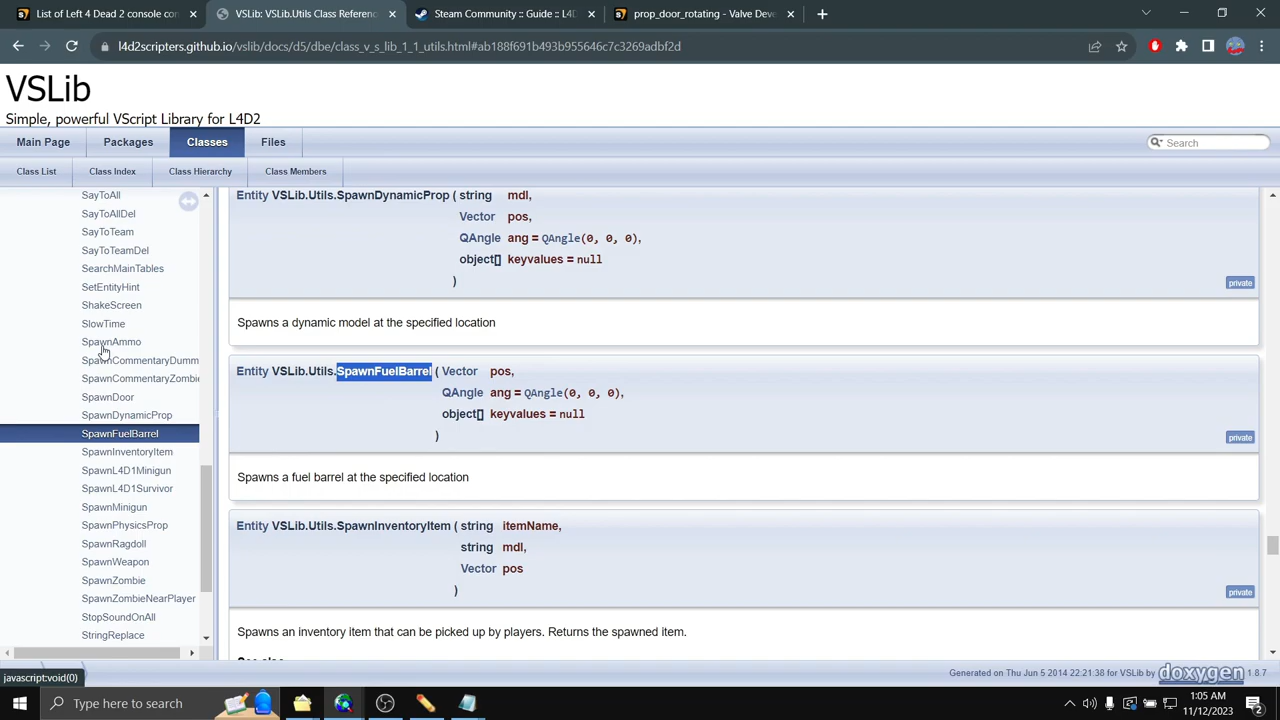 List of Left 4 Dead 2 console com
VSLib: VSLib.Utils Class Reference
Steam Community :: Guide :: L4D
prop_door_rotating - Valve Deve
l4d2scripters.github.io/vslib/docs/d5/dbe/class_v_s_lib_1_1_utils.html#ab188f691b493b955646c7c3269adbf2d
VSLib
Simple, powerful VScript Library for L4D2
Main Page
Packages
Classes
Files
Search
Class List
Class Index
Class Hierarchy
Class Members
SayToAll
SayToAllDel
SayToTeam
SayToTeamDel
SearchMainTables
SetEntityHint
ShakeScreen
SlowTime
SpawnAmmo
SpawnCommentaryDumm
SpawnCommentaryZombie
SpawnDoor
SpawnDynamicProp
SpawnFuelBarrel
SpawnInventoryItem
SpawnL4D1Minigun
SpawnL4D1Survivor
SpawnMinigun
SpawnPhysicsProp
SpawnRagdoll
SpawnWeapon
SpawnZombie
SpawnZombieNearPlayer
StopSoundOnAll
StringReplace
Entity VSLib.Utils.SpawnDynamicProp ( string mdl,
Vector pos,
QAngle ang = QAngle(0, 0, 0),
object[] keyvalues = null
)
private
Spawns a dynamic model at the specified location
Entity VSLib.Utils.SpawnFuelBarrel ( Vector pos,
QAngle ang = QAngle(0, 0, 0),
object[] keyvalues = null
)
private
Spawns a fuel barrel at the specified location
Entity VSLib.Utils.SpawnInventoryItem ( string itemName,
string mdl,
Vector pos
)
private
Spawns an inventory item that can be picked up by players. Returns the spawned item.
See also
javascript:void(0)
Generated on Thu Jun 5 2014 22:21:38 for VSLib by doxygen 1.8.7
Type here to search
1:05 AM
11/12/2023
2